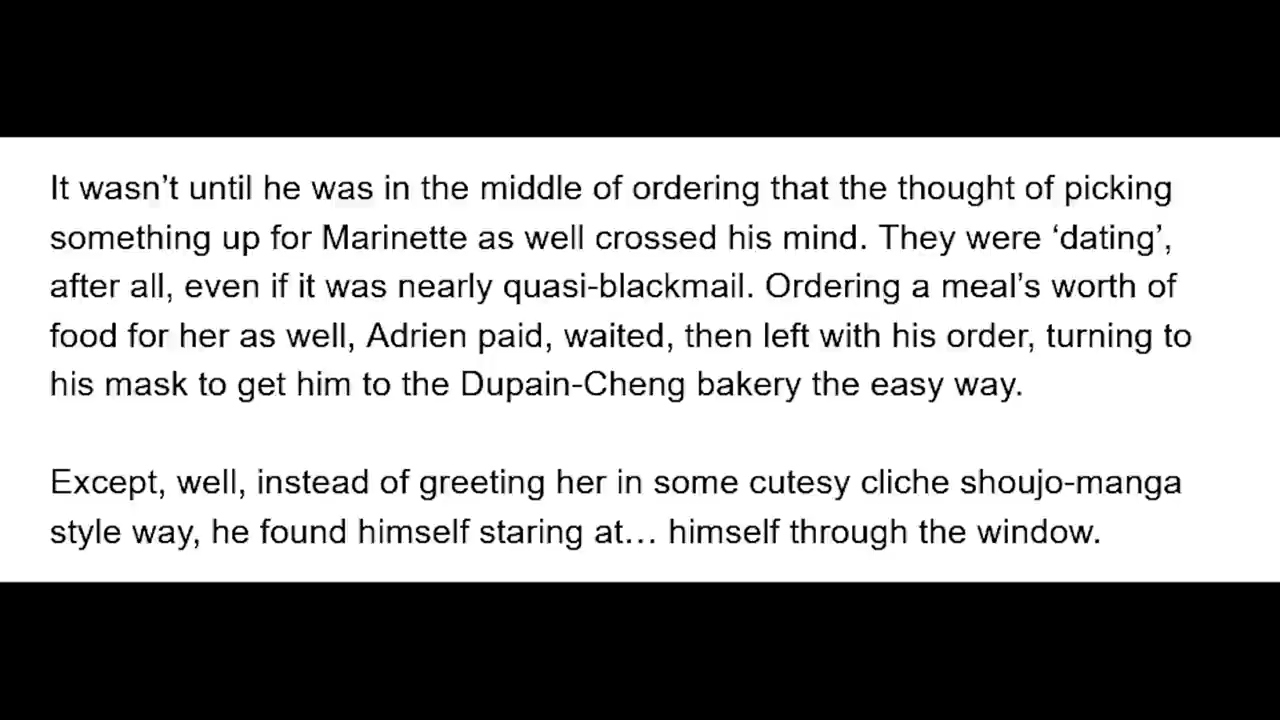 It wasn’t until he was in the middle of ordering that the thought of picking
something up for Marinette as well crossed his mind. They were ‘dating’,
after all, even if it was nearly quasi-blackmail. Ordering a meal’s worth of
food for her as well, Adrien paid, waited, then left with his order, turning to
his mask to get him to the Dupain-Cheng bakery the easy way.
Except, well, instead of greeting her in some cutesy cliche shoujo-manga
style way, he found himself staring at… himself through the window.